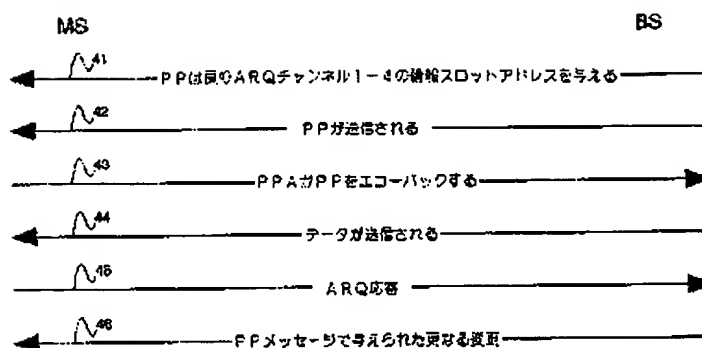 MS
BS
41
PPは同のARQチャンネル1－4の情報スロットアドレスを与える
42
PPが送信される
43
PPAがPPをエコーバックする
44
データが送信される
45
ARQ応答
46
PPメッセージで与えられた更なる変更